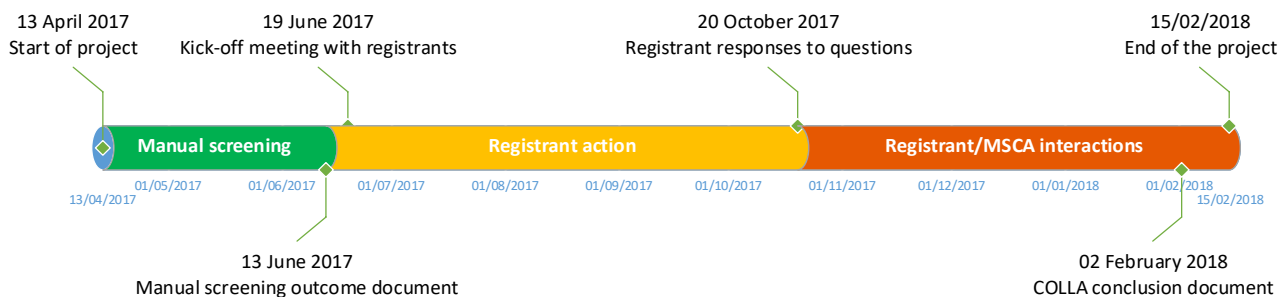 13 April 2017
Start of project
19 June 2017
Kick-off meeting with registrants
20 October 2017
Registrant responses to questions
15/02/2018
End of the project
Manual screening
Registrant action
Registrant/MSCA interactions
13/04/2017
01/05/2017
01/06/2017
01/07/2017
01/08/2017
01/09/2017
01/10/2017
01/11/2017
01/12/2017
01/01/2018
01/02/2018
15/02/2018
13 June 2017
Manual screening outcome document
02 February 2018
COLLA conclusion document